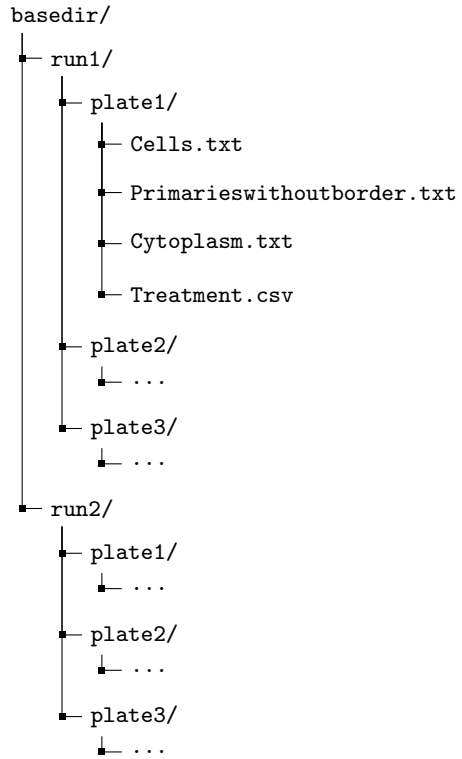 basedir/
run1/
plate1/
Cells.txt
Primarieswithoutborder.txt
Cytoplasm.txt
Treatment.csv
plate2/
...
plate3/
...
run2/
plate1/
...
plate2/
...
plate3/
...